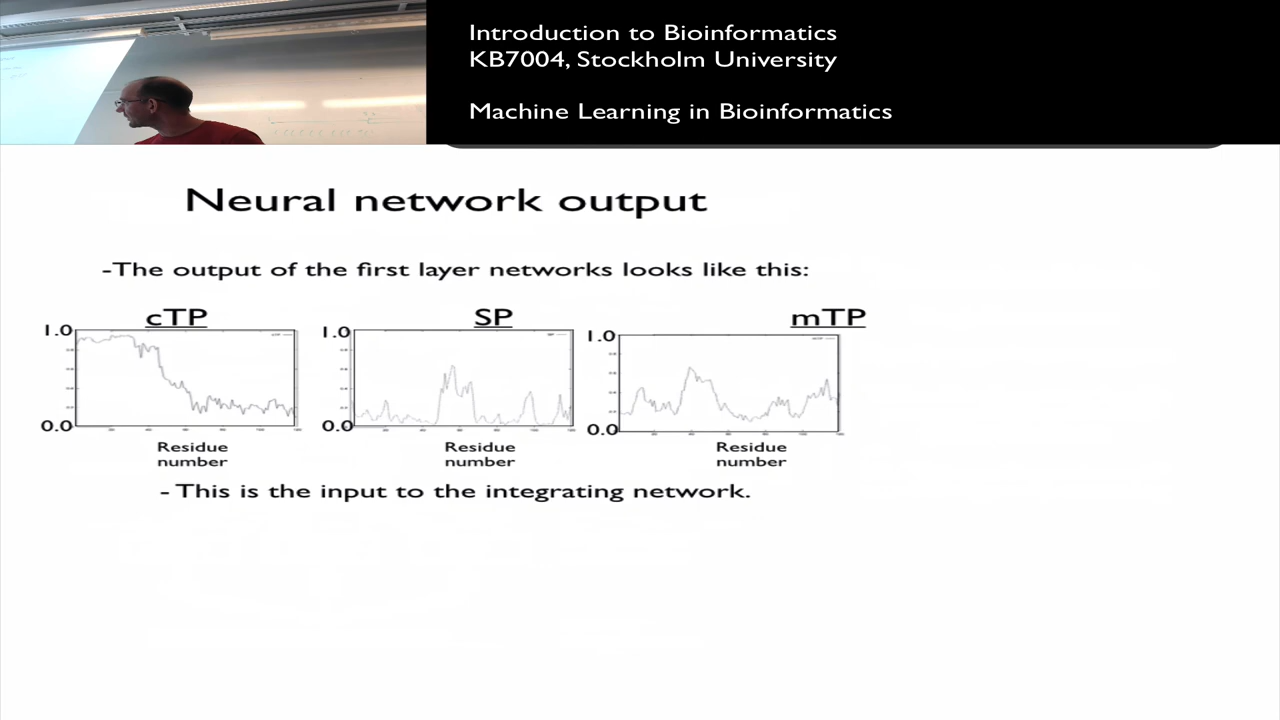 Introduction to Bioinformatics
KB7004, Stockholm University
Machine Learning in Bioinformatics
Neural network output
-The output of the first layer networks looks like this:
cTP
SP
mTP
1.0
1.0
1.0
0.0
0.0
0.0
Residue
number
Residue
number
Residue
number
- This is the input to the integrating network.